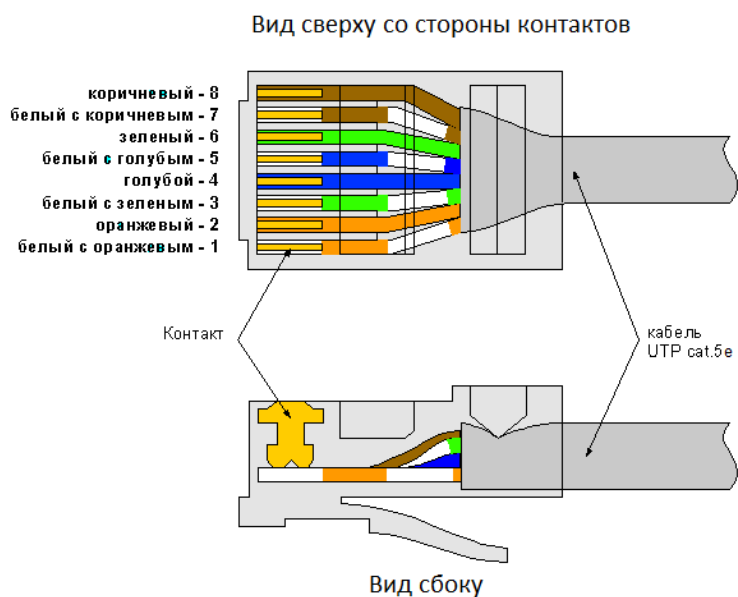 Вид сверху со стороны контактов
коричневый - 8
белый с коричневым - 7
зеленый - 6
белый с голубым - 5
голубой - 4
белый с зеленым - 3
оранжевый - 2
белый с оранжевым - 1
Контакт
кабель
UTP cat.5e
Вид сбоку